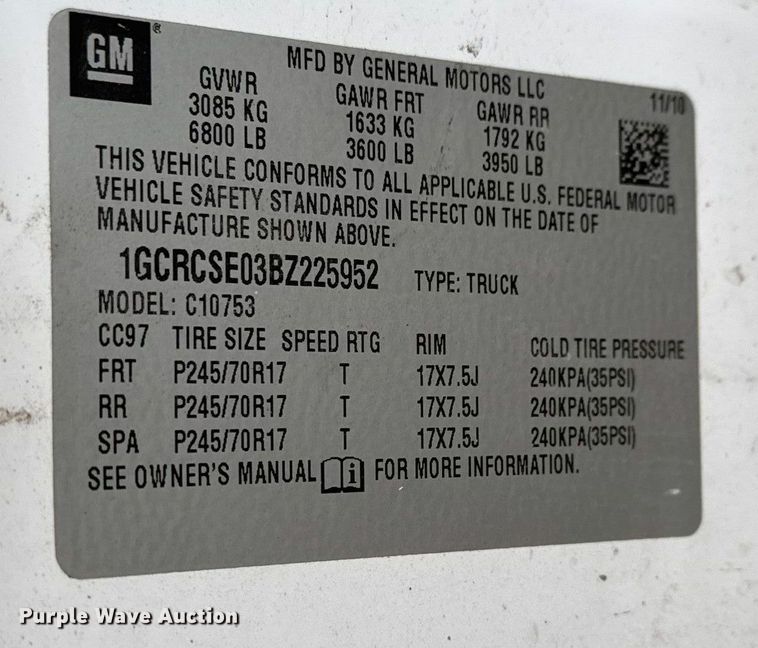 GM
®
MFD BY GENERAL MOTORS LLC
11/10
GVWR GAWR FRT GAWR RR
3085 KG 1633 KG 1792 KG
6800 LB 3600 LB 3950 LB
THIS VEHICLE CONFORMS TO ALL APPLICABLE U.S. FEDERAL MOTOR
VEHICLE SAFETY STANDARDS IN EFFECT ON THE DATE OF
MANUFACTURE SHOWN ABOVE.
1GCRCSE03BZ225952 TYPE: TRUCK
MODEL: C10753
CC97 TIRE SIZE SPEED RTG RIM COLD TIRE PRESSURE
FRT P245/70R17 T 17X7.5J 240KPA(35PSI)
RR P245/70R17 T 17X7.5J 240KPA(35PSI)
SPA P245/70R17 T 17X7.5J 240KPA(35PSI)
SEE OWNER'S MANUAL i FOR MORE INFORMATION.
Purple Wave Auction